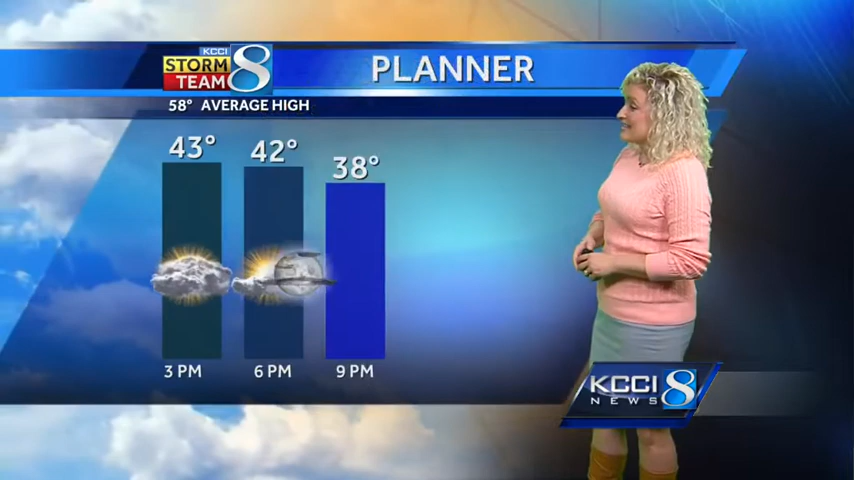 KCCI
STORM
TEAM 8
PLANNER
58° AVERAGE HIGH
43° 42° 38°
3 PM 6 PM 9 PM
KCCI 8
NEWS